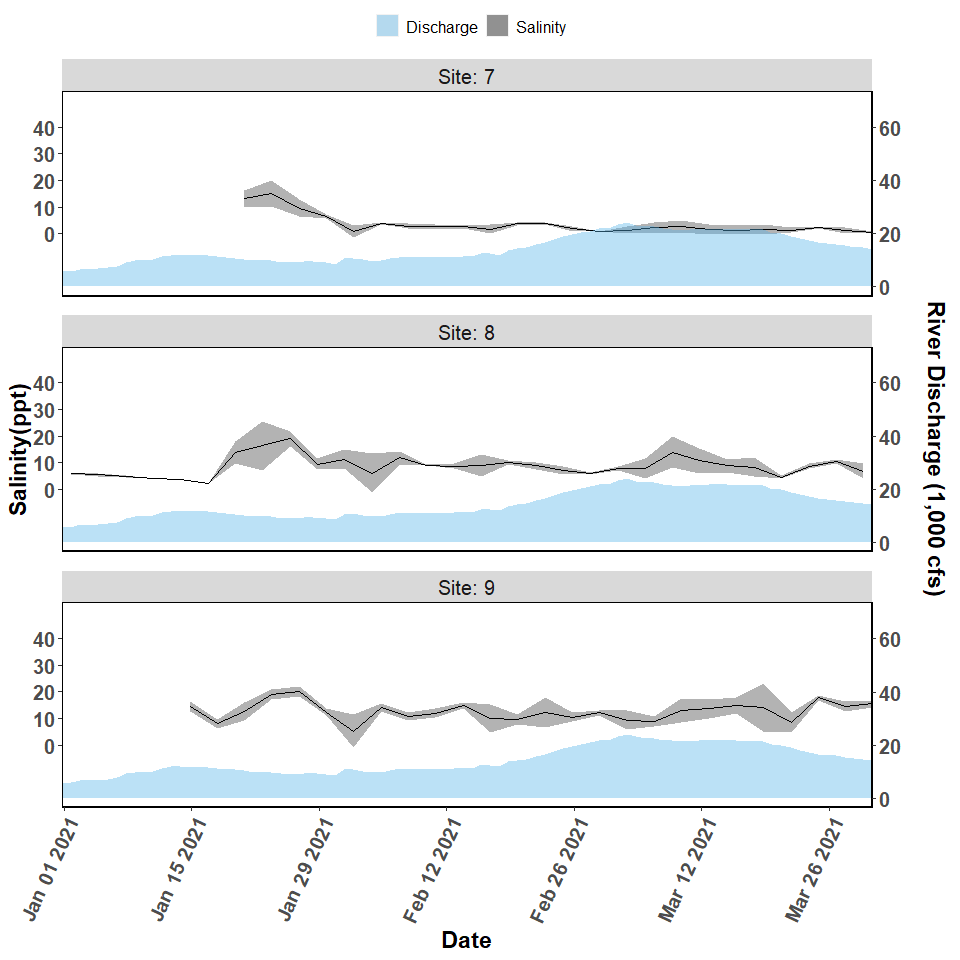 Discharge Salinity
Site: 7
40
30
20
10
0
60
40
20
0
Site: 8
40
30
20
10
0
60
40
20
0
Site: 9
40
30
20
10
0
60
40
20
0
Salinity(ppt)
River Discharge (1,000 cfs)
Jan 01 2021
Jan 15 2021
Jan 29 2021
Feb 12 2021
Feb 26 2021
Mar 12 2021
Mar 26 2021
Date